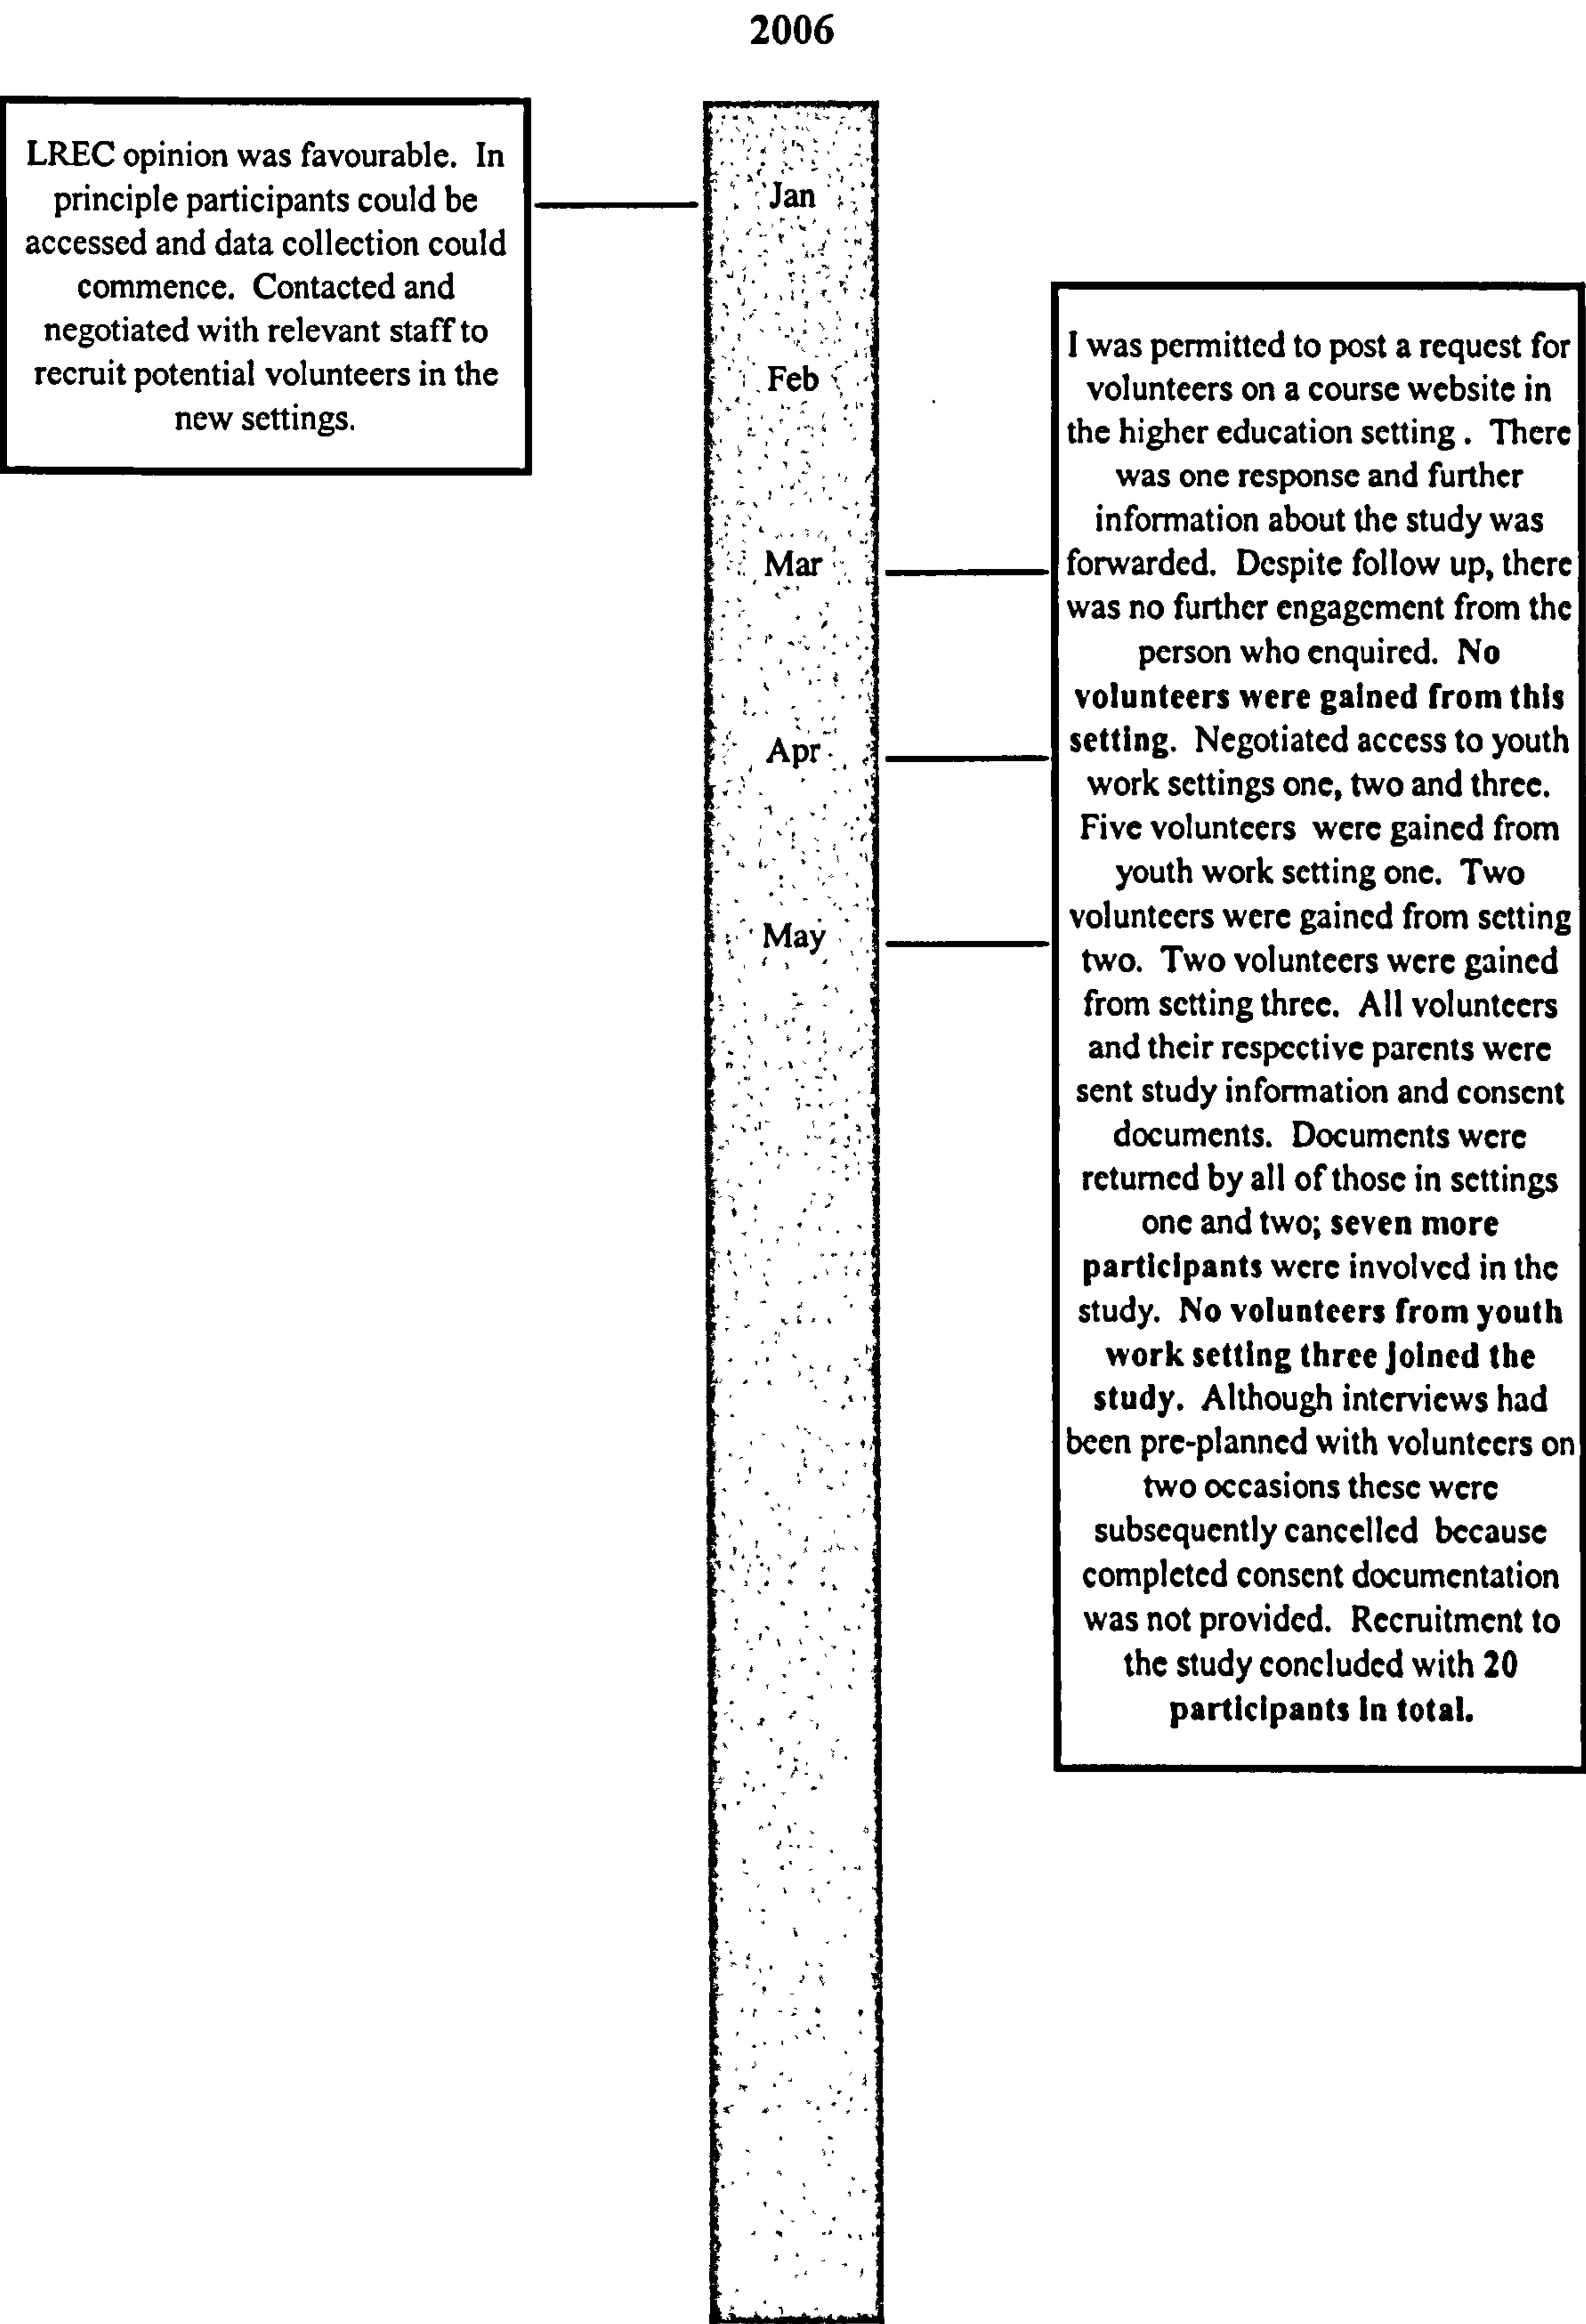 2006
LREC opinion was favourable. In
principle participants could be
accessed and data collection could
commence. Contacted and
negotiated with relevant staff to
recruit potential volunteers in the
new settings.
Jan
Feb
Mar
Apr
May
I was permitted to post a request for
volunteers on a course website in
the higher education setting . There
was one response and further
information about the study was
forwarded. Despite follow up, there
was no further engagement from the
person who enquired. No
volunteers were gained from this
setting. Negotiated access to youth
work settings one, two and three.
Five volunteers were gained from
youth work setting one. Two
volunteers were gained from setting
two. Two volunteers were gained
from setting three. All volunteers
and their respective parents were
sent study information and consent
documents. Documents were
returned by all of those in settings
one and two; seven more
participants were involved in the
study. No volunteers from youth
work setting three joined the
study. Although interviews had
been pre-planned with volunteers on
two occasions these were
subsequently cancelled because
completed consent documentation
was not provided. Recruitment to
the study concluded with 20
participants in total.